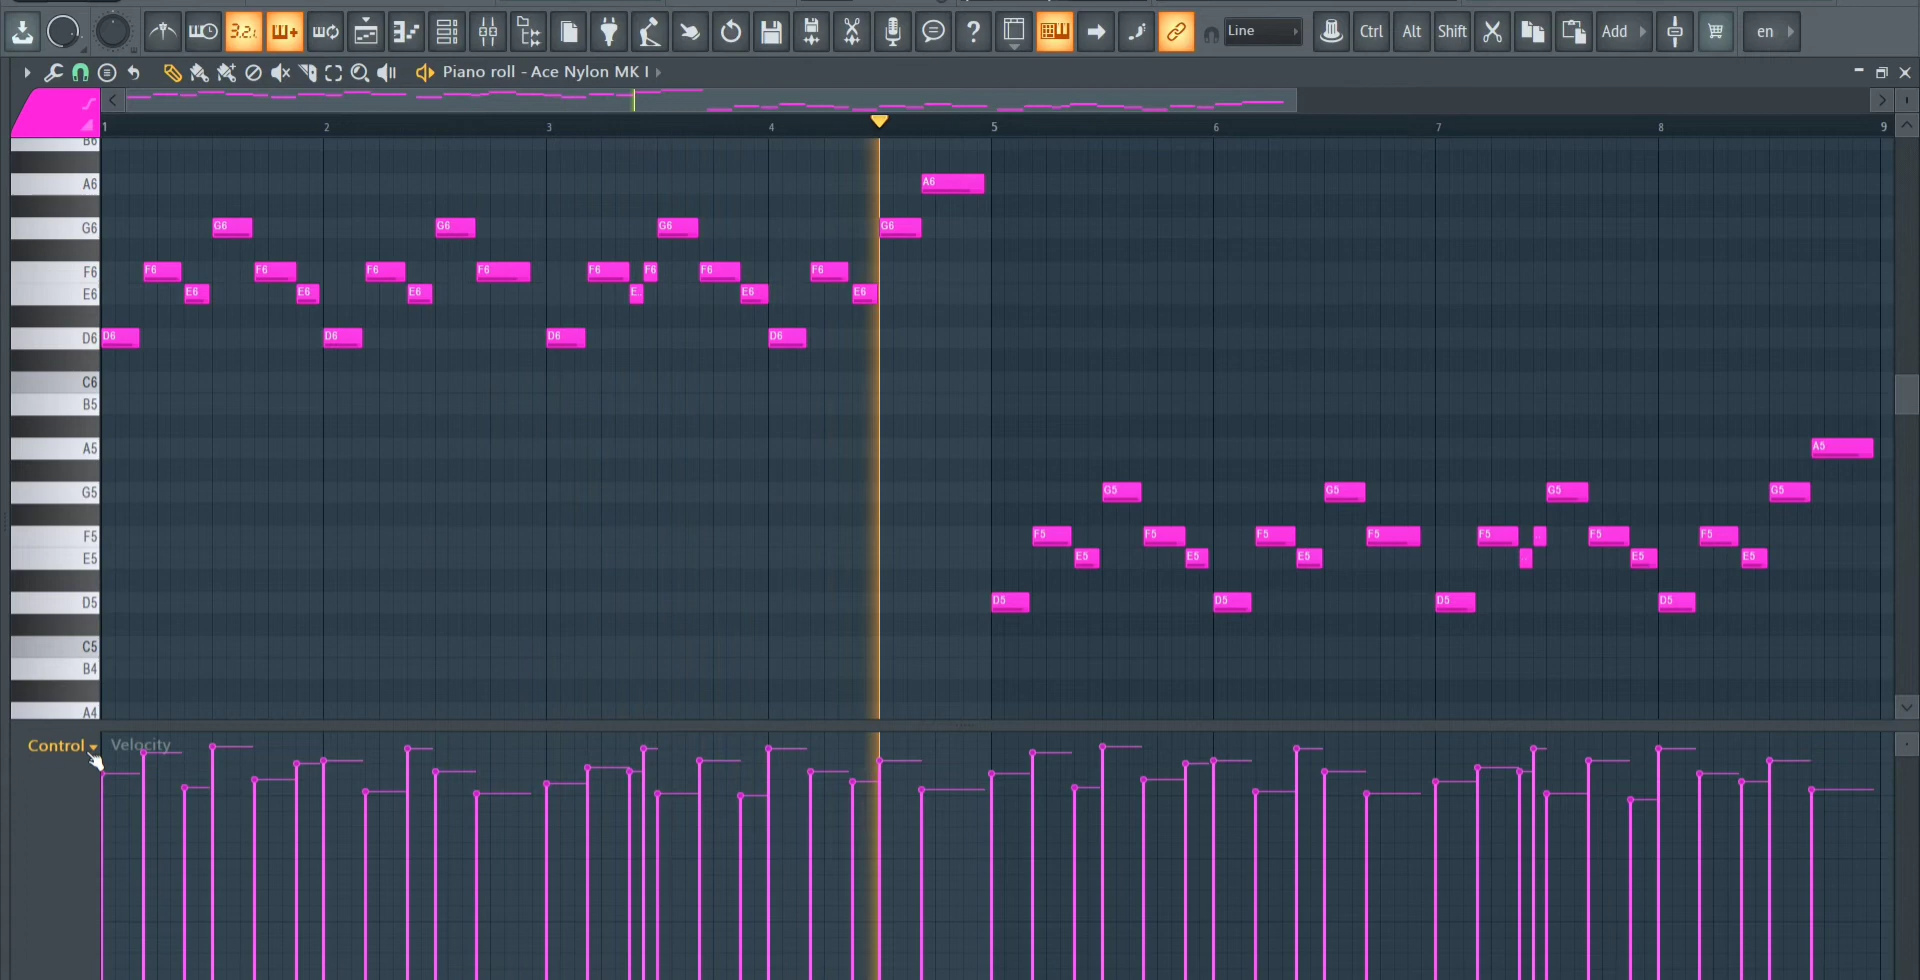 3.2.
Line
Ctrl
Alt
Shift
Add
en
Piano roll - Ace Nylon MK I
1 2 3 4 5 6 7 8 9
B6
A6
A6
G6
G6 G6 G6 G6
F6
F6 F6 F6 F6 F6 F6 F6 F6
E6
E6 E6 E6 E.. E6 E6
D6
D6 D6 D6 D6
C6
B5
A5
A5
G5
G5 G5 G5 G5
F5
F5 F5 F5 F5 F5 F5 F5
E5
E5 E5 E5 E5 E5
D5
D5 D5 D5 D5
C5
B4
A4
Control
Velocity